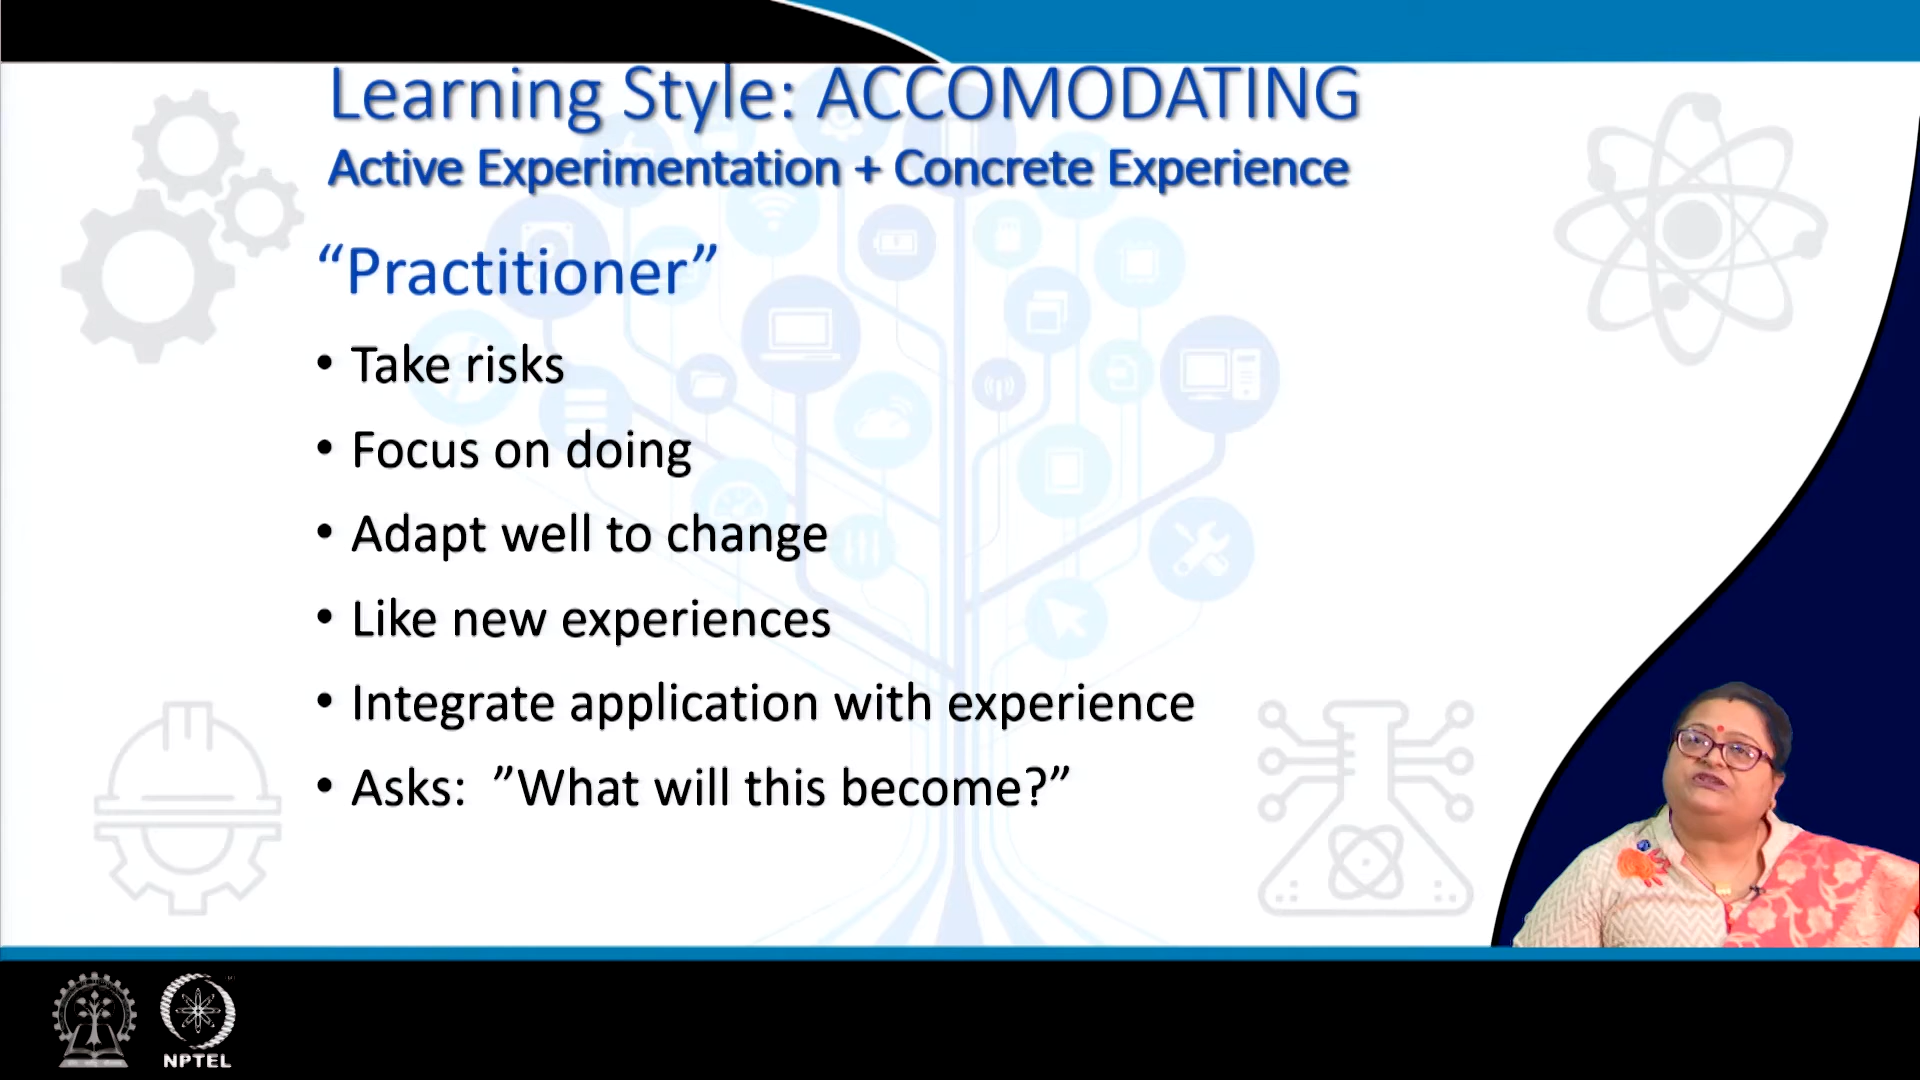 Learning Style: ACCOMODATING
Active Experimentation + Concrete Experience
“Practitioner”
• Take risks
• Focus on doing
• Adapt well to change
• Like new experiences
• Integrate application with experience
• Asks: ”What will this become?”
NPTEL